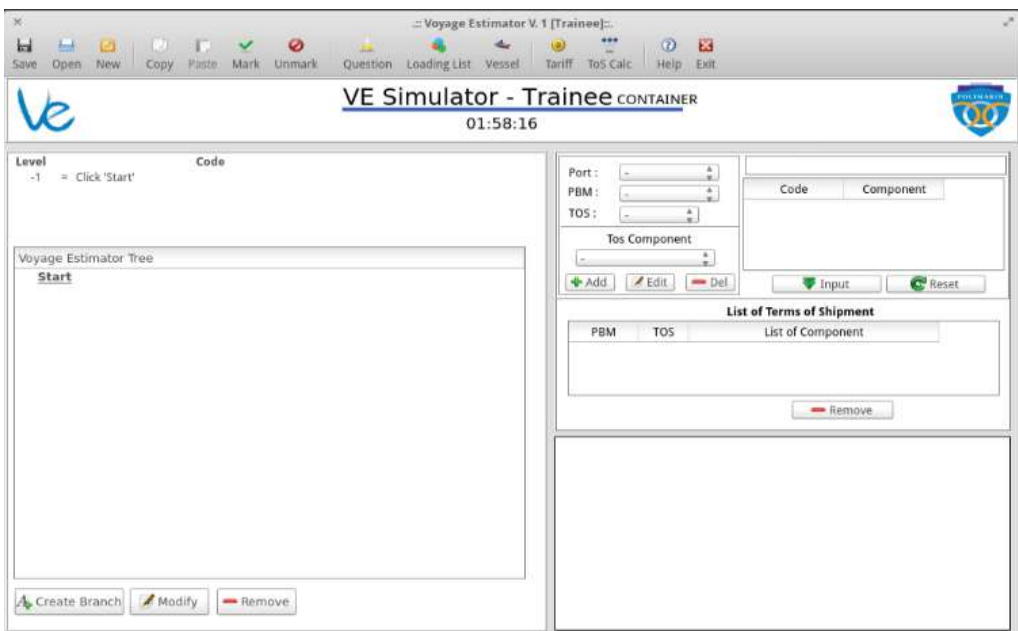 .:: Voyage Estimator V. 1 [Trainee]::.
Save Open New Copy Paste Mark Unmark Question Loading List Vessel Tariff ToS Calc Help Exit
Ve
VE Simulator - Trainee CONTAINER
01:58:16
POLIMARIN
Level Code
-1 = Click 'Start'
Voyage Estimator Tree
Start
Create Branch Modify Remove
Port : -
PBM : -
TOS : -
Tos Component
-
Add Edit Del
Code Component
Input Reset
List of Terms of Shipment
PBM TOS List of Component
Remove